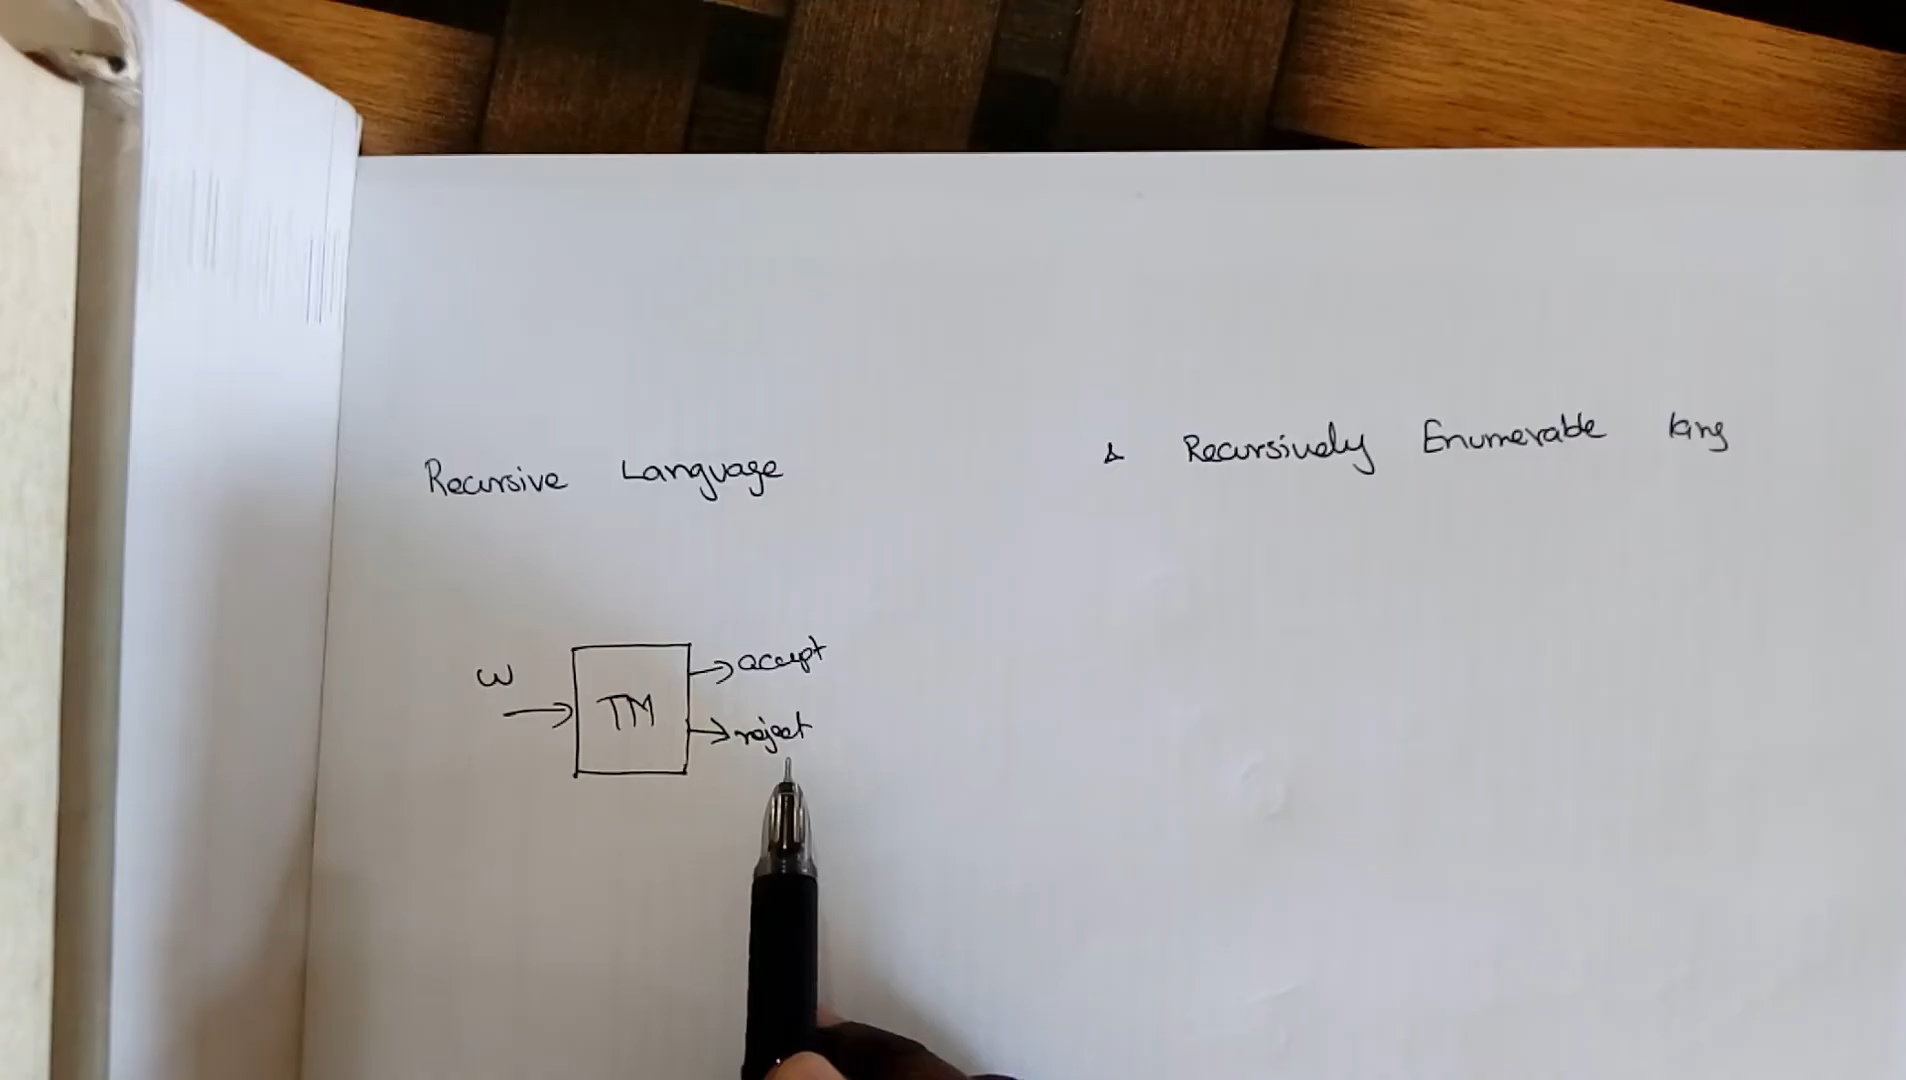 Recursive Language & Recursively Enumerable lang
ω
TM
accept
reject